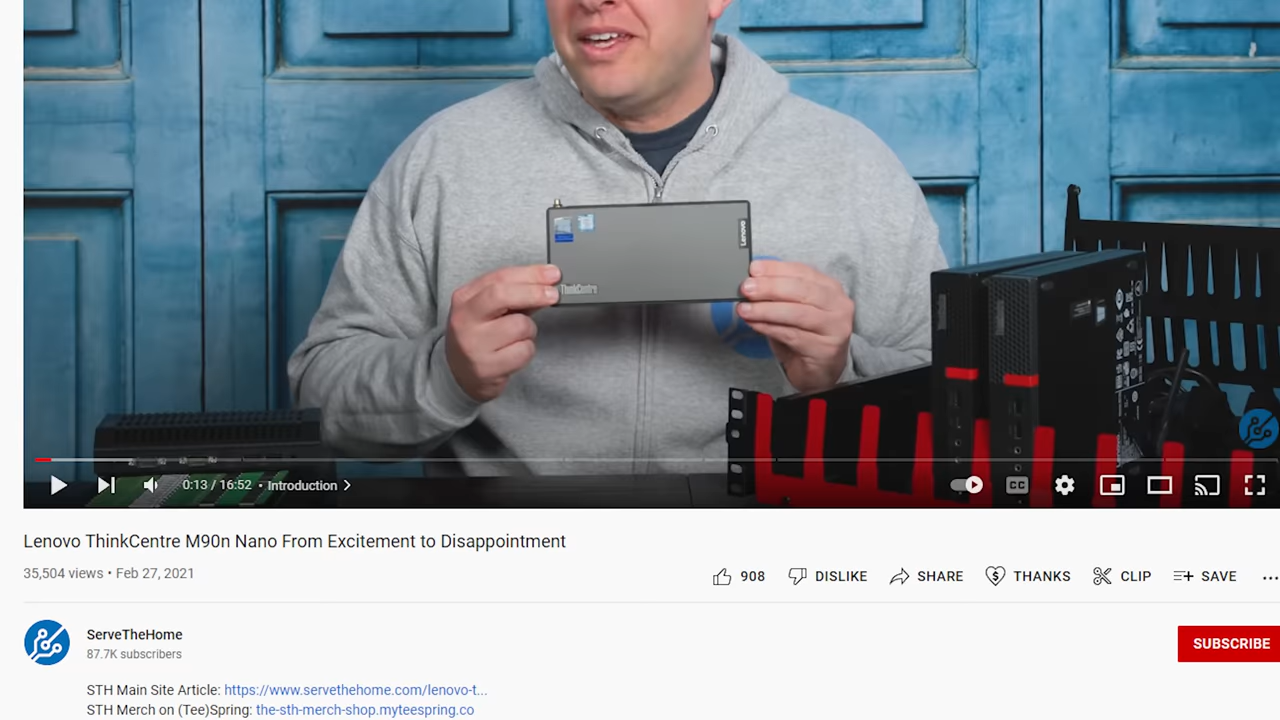 Lenovo
ThinkCentre
0:13 / 16:52 • Introduction
CC
Lenovo ThinkCentre M90n Nano From Excitement to Disappointment
35,504 views • Feb 27, 2021
908 DISLIKE SHARE THANKS CLIP SAVE ...
ServeTheHome
87.7K subscribers
SUBSCRIBE
STH Main Site Article: https://www.servethehome.com/lenovo-t...
STH Merch on (Tee)Spring: the-sth-merch-shop.myteespring.co